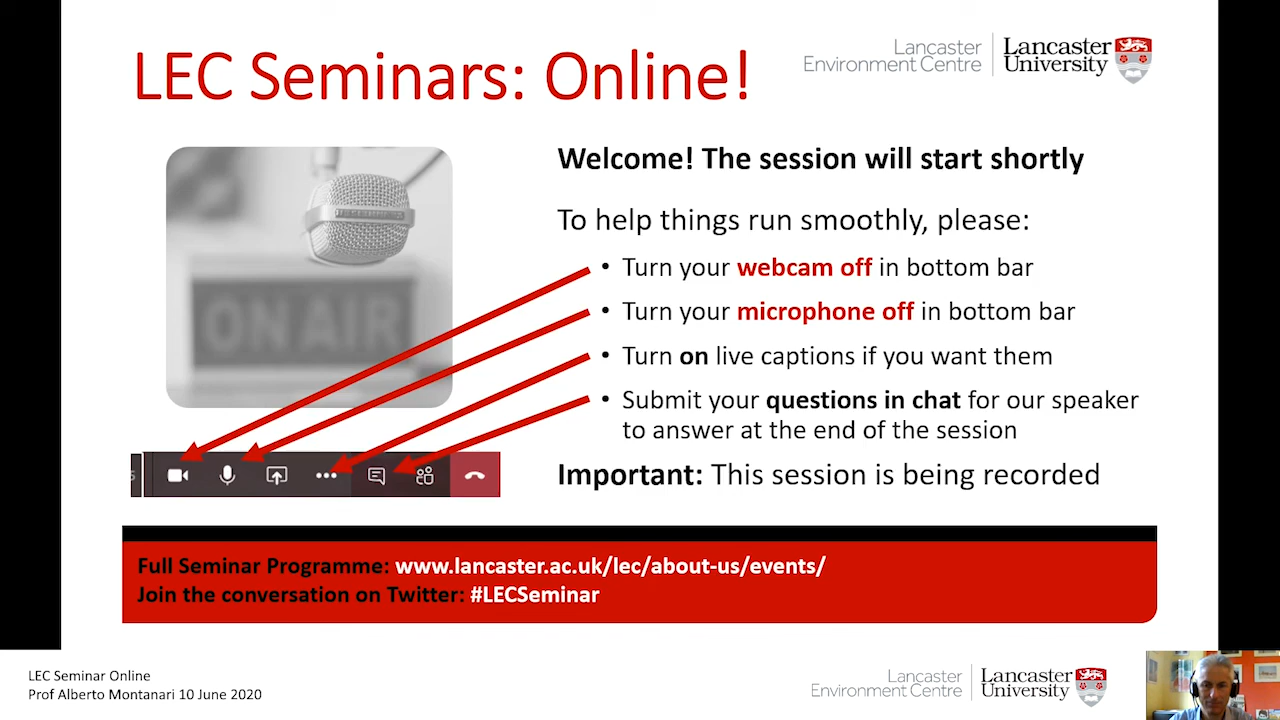 LEC Seminars: Online!
Lancaster
Environment Centre
Lancaster
University
ON AIR
Welcome! The session will start shortly
To help things run smoothly, please:
• Turn your webcam off in bottom bar
• Turn your microphone off in bottom bar
• Turn on live captions if you want them
• Submit your questions in chat for our speaker
to answer at the end of the session
Important: This session is being recorded
Full Seminar Programme: www.lancaster.ac.uk/lec/about-us/events/
Join the conversation on Twitter: #LECSeminar
LEC Seminar Online
Prof Alberto Montanari 10 June 2020
Lancaster
Environment Centre
Lancaster
University